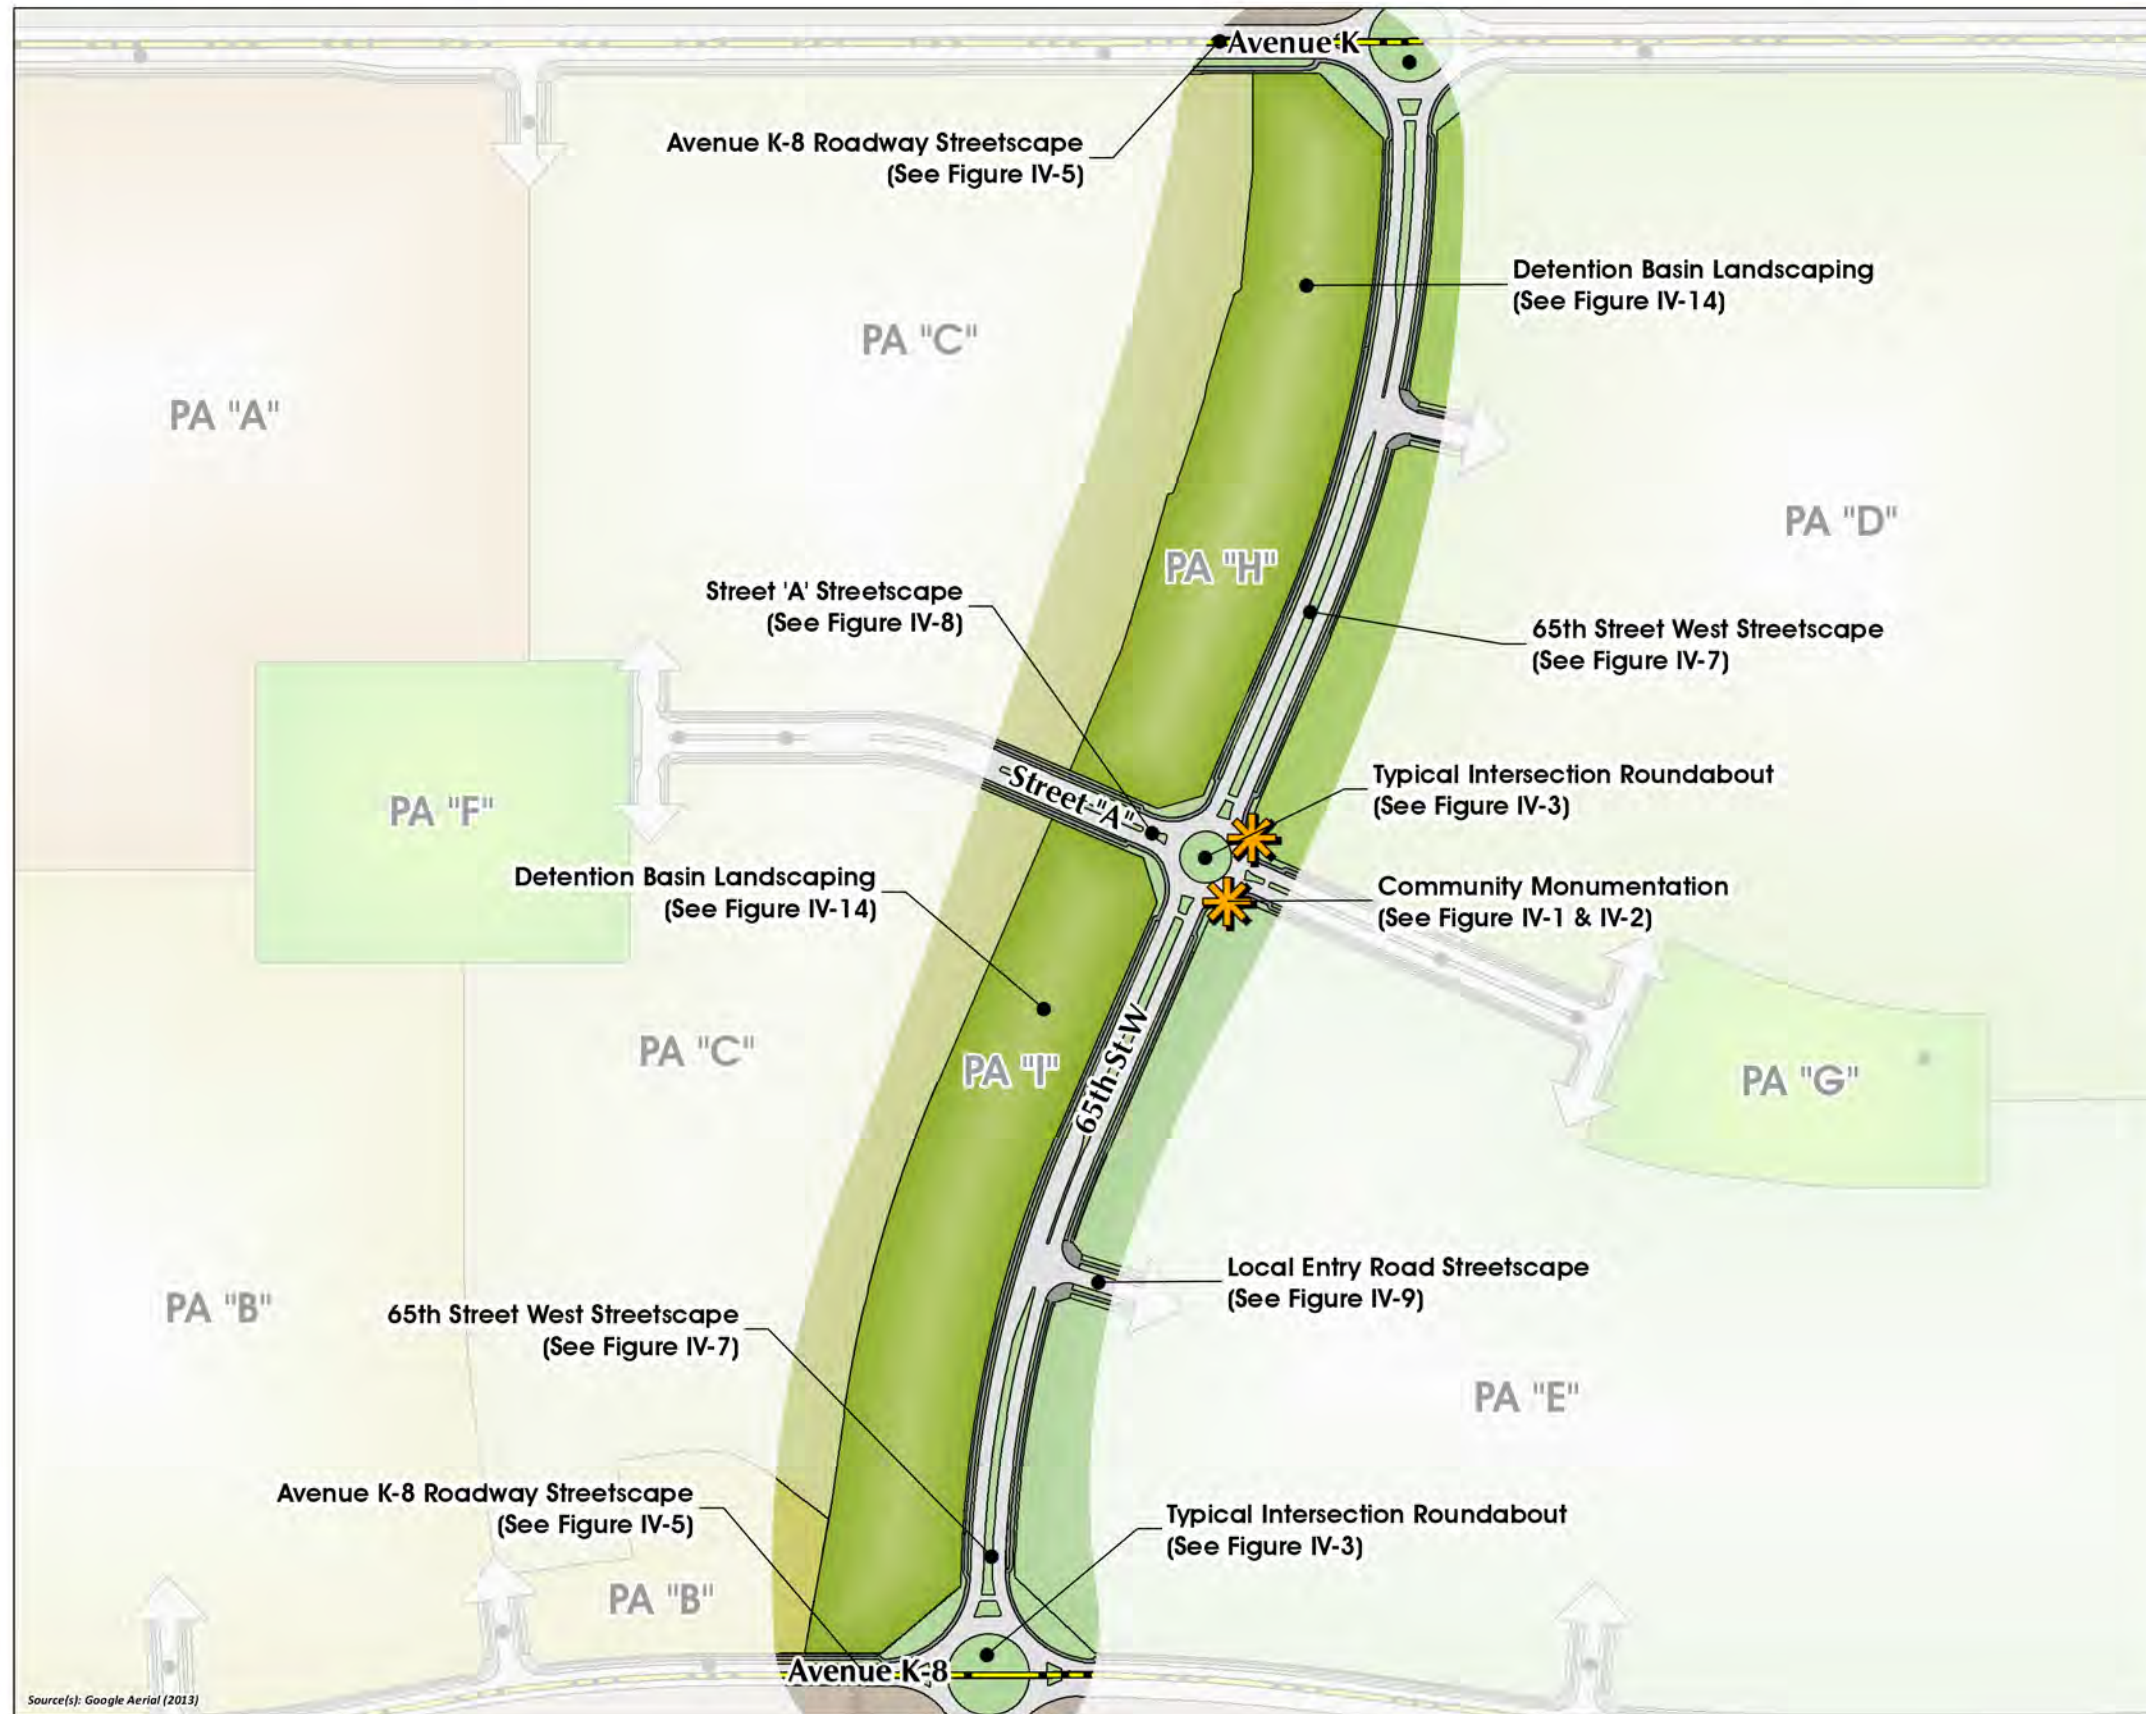 Avenue K
Avenue K-8 Roadway Streetscape
(See Figure IV-5)
Detention Basin Landscaping
(See Figure IV-14)
PA "C"
PA "A"
PA "D"
PA "H"
Street 'A' Streetscape
(See Figure IV-8)
65th Street West Streetscape
(See Figure IV-7)
Typical Intersection Roundabout
(See Figure IV-3)
Street "A"
PA "F"
Detention Basin Landscaping
(See Figure IV-14)
Community Monumentation
(See Figure IV-1 & IV-2)
PA "C"
PA "I"
65th St W
PA "G"
Local Entry Road Streetscape
(See Figure IV-9)
PA "B"
65th Street West Streetscape
(See Figure IV-7)
PA "E"
Avenue K-8 Roadway Streetscape
(See Figure IV-5)
Typical Intersection Roundabout
(See Figure IV-3)
PA "B"
Avenue K-8
Source(s): Google Aerial (2013)